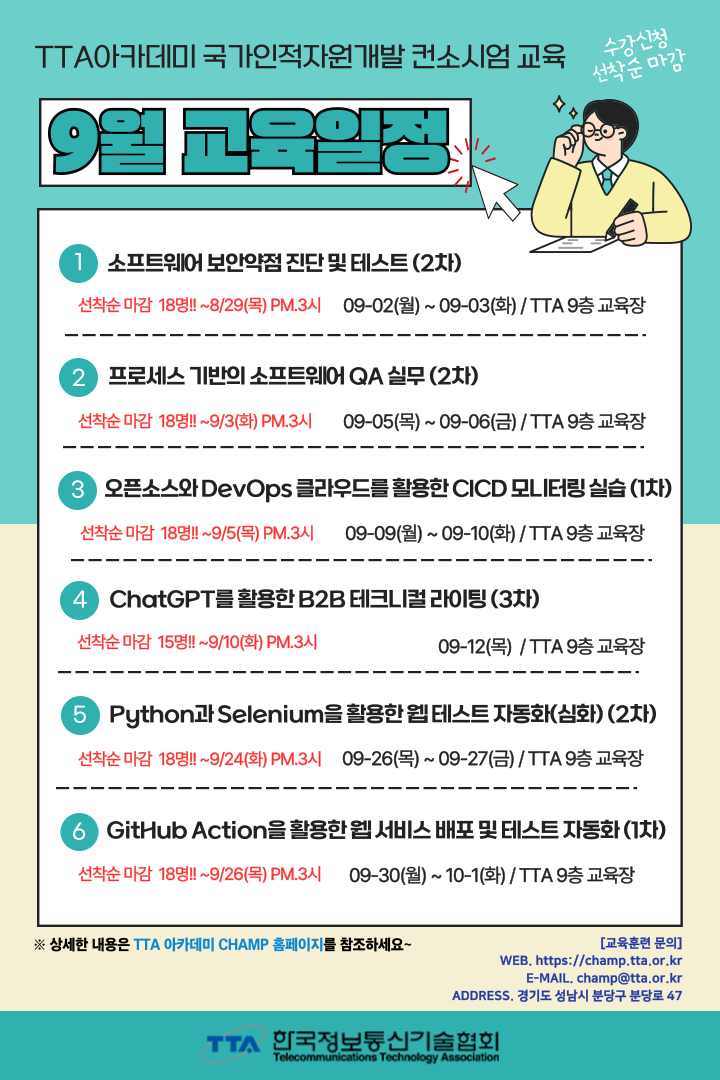 TTA아카데미 국가인적자원개발 컨소시엄 교육
수강신청
선착순 마감
9월 교육일정
1 소프트웨어 보안약점 진단 및 테스트 (2차)
선착순 마감 18명!! ~8/29(목) PM.3시 09-02(월) ~ 09-03(화) / TTA 9층 교육장
2 프로세스 기반의 소프트웨어 QA 실무 (2차)
선착순 마감 18명!! ~9/3(화) PM.3시 09-05(목) ~ 09-06(금) / TTA 9층 교육장
3 오픈소스와 DevOps 클라우드를 활용한 CICD 모니터링 실습 (1차)
선착순 마감 18명!! ~9/5(목) PM.3시 09-09(월) ~ 09-10(화) / TTA 9층 교육장
4 ChatGPT를 활용한 B2B 테크니컬 라이팅 (3차)
선착순 마감 15명!! ~9/10(화) PM.3시 09-12(목) / TTA 9층 교육장
5 Python과 Selenium을 활용한 웹 테스트 자동화(심화) (2차)
선착순 마감 18명!! ~9/24(화) PM.3시 09-26(목) ~ 09-27(금) / TTA 9층 교육장
6 GitHub Action을 활용한 웹 서비스 배포 및 테스트 자동화 (1차)
선착순 마감 18명!! ~9/26(목) PM.3시 09-30(월) ~ 10-1(화) / TTA 9층 교육장
※ 상세한 내용은 TTA 아카데미 CHAMP 홈페이지를 참조하세요~
[교육훈련 문의]
WEB. https://champ.tta.or.kr
E-MAIL. champ@tta.or.kr
ADDRESS. 경기도 성남시 분당구 분당로 47
TTA 한국정보통신기술협회
Telecommunications Technology Association